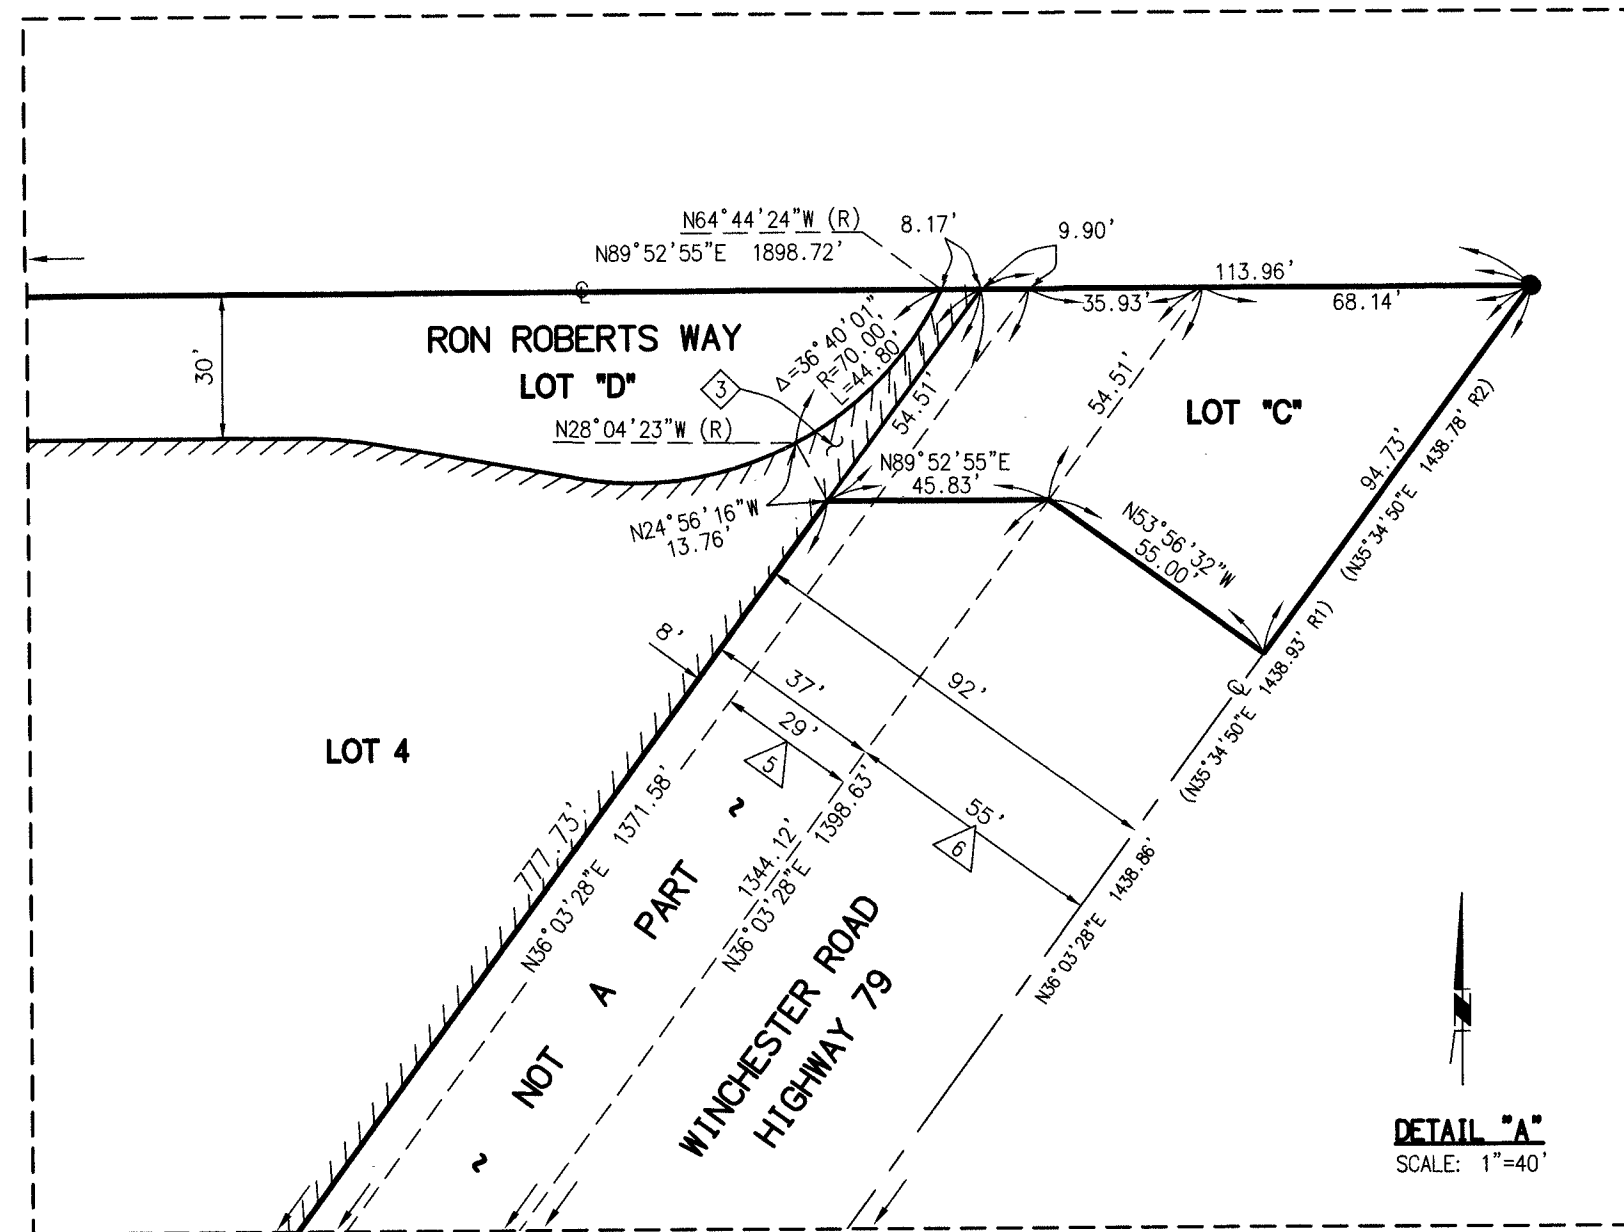 N64°44'24"W (R)
8.17'
9.90'
N89°52'55"E 1898.72'
113.96'
35.93'
68.14'
℄
RON ROBERTS WAY
LOT "D"
30'
3
Δ=36°40'01"
R=70.00'
L=44.80'
54.51'
54.51'
LOT "C"
N28°04'23"W (R)
N89°52'55"E
45.83'
94.73'
(N35°34'50"E 1438.78' R2)
N24°56'16"W
13.76'
N53°56'32"W
55.00'
8'
37'
92'
29'
5
℄
(N35°34'50"E 1438.93' R1)
LOT 4
55'
6
777.73'
N36°03'28"E 1371.58'
~ NOT A PART ~
1344.12'
N36°03'28"E 1398.63'
N36°03'28"E 1438.86'
WINCHESTER ROAD
HIGHWAY 79
N
DETAIL "A"
SCALE: 1"=40'